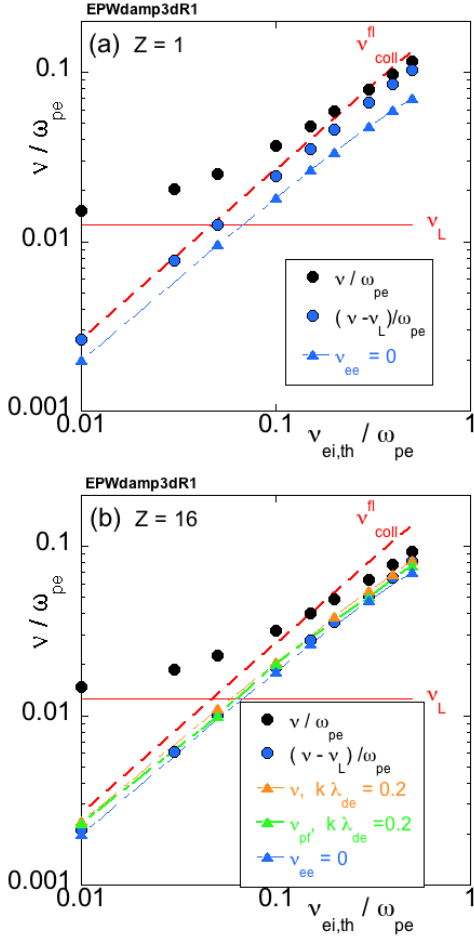 EPWdamp3dR1
(a) Z = 1
ν^fl_coll
0.1
ν / ω_pe
ν_L
0.01
ν / ω_pe
( ν -ν_L)/ω_pe
ν_ee = 0
0.001
0.01 0.1 1
ν_ei,th / ω_pe
EPWdamp3dR1
(b) Z = 16
ν^fl_coll
0.1
ν / ω_pe
ν_L
0.01
ν / ω_pe
( ν - ν_L)/ω_pe
ν, k λ_de = 0.2
ν_pf, k λ_de =0.2
ν_ee = 0
0.001
0.01 0.1 1
ν_ei,th / ω_pe